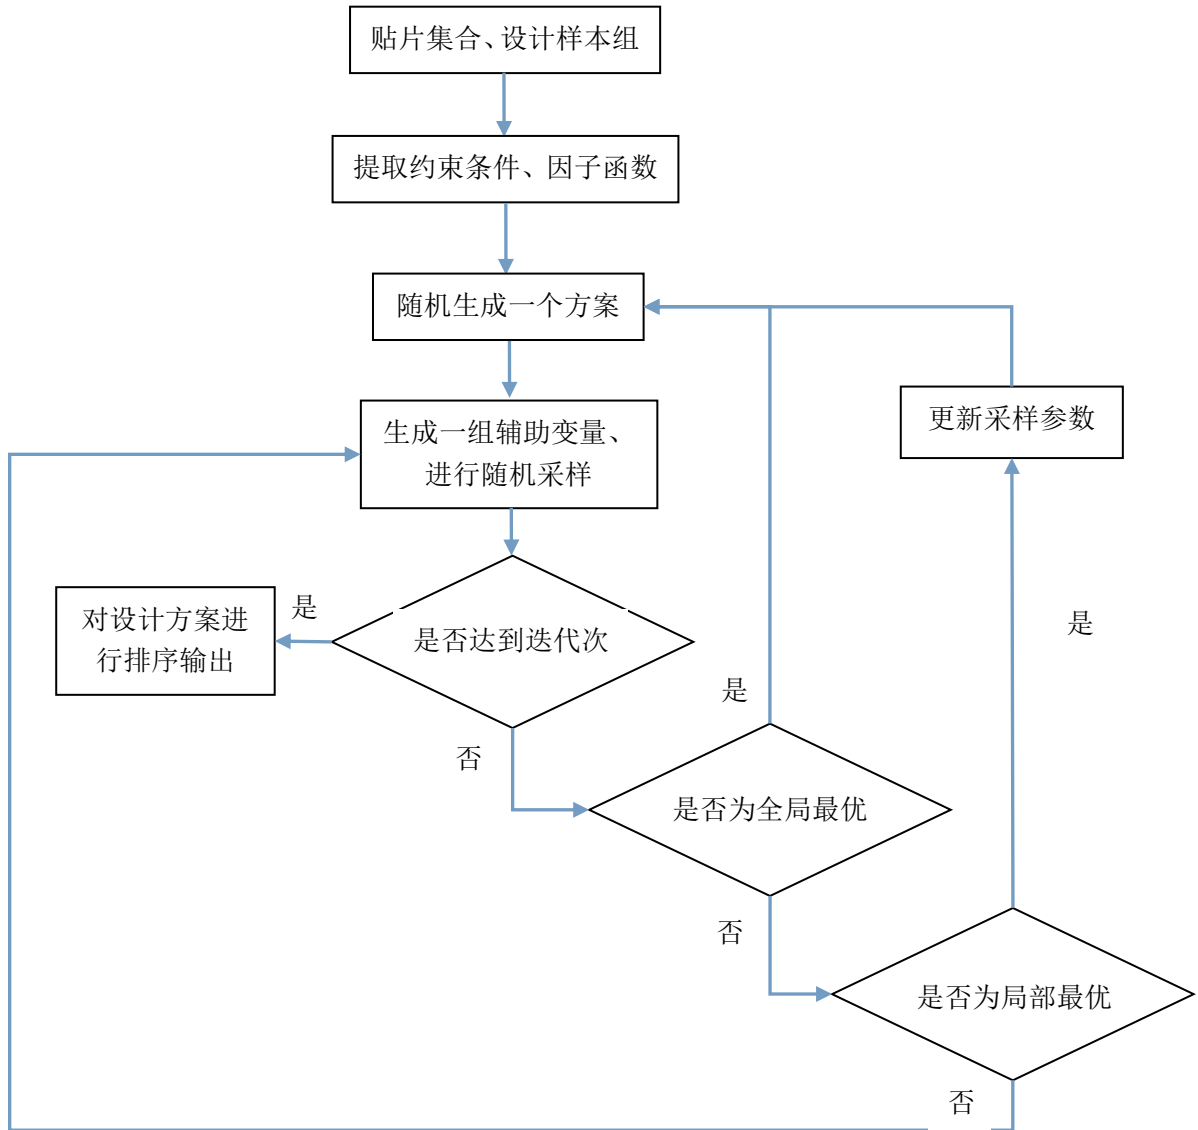 贴片集合、设计样本组
提取约束条件、因子函数
随机生成一个方案
更新采样参数
生成一组辅助变量、
进行随机采样
对设计方案进
行排序输出
是
是否达到迭代次
是
是
否
是否为全局最优
否
是否为局部最优
否